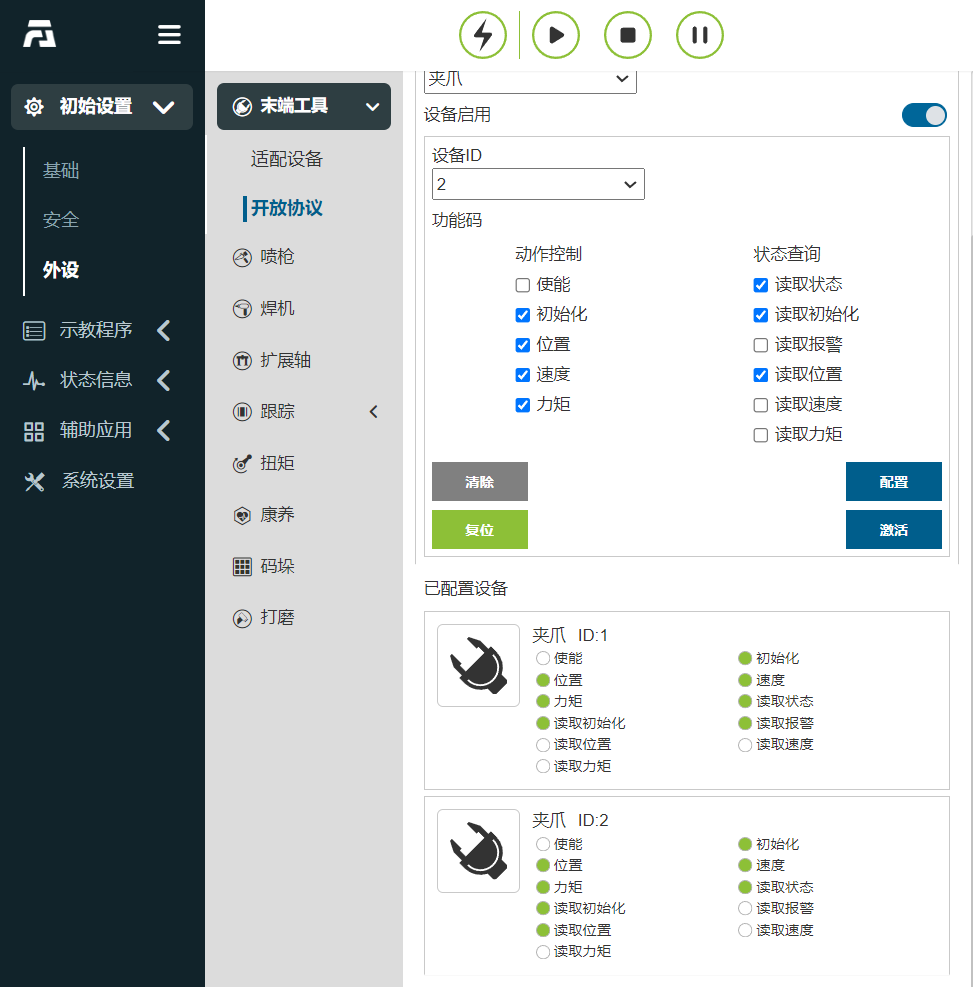 初始设置
基础
安全
外设
示教程序
状态信息
辅助应用
系统设置
末端工具
适配设备
开放协议
喷枪
焊机
扩展轴
跟踪
扭矩
康养
码垛
打磨
夹爪
设备启用
设备ID
2
功能码
动作控制
使能
初始化
位置
速度
力矩
状态查询
读取状态
读取初始化
读取报警
读取位置
读取速度
读取力矩
清除
配置
复位
激活
已配置设备
夹爪 ID:1
使能 初始化
位置 速度
力矩 读取状态
读取初始化 读取报警
读取位置 读取速度
读取力矩
夹爪 ID:2
使能 初始化
位置 速度
力矩 读取状态
读取初始化 读取报警
读取位置 读取速度
读取力矩